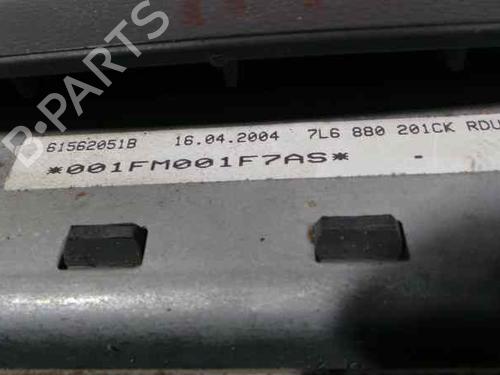 61562051B 16.04.2004 7L6 880 201CK RDU
*001FM001F7AS* -
B-PARTS